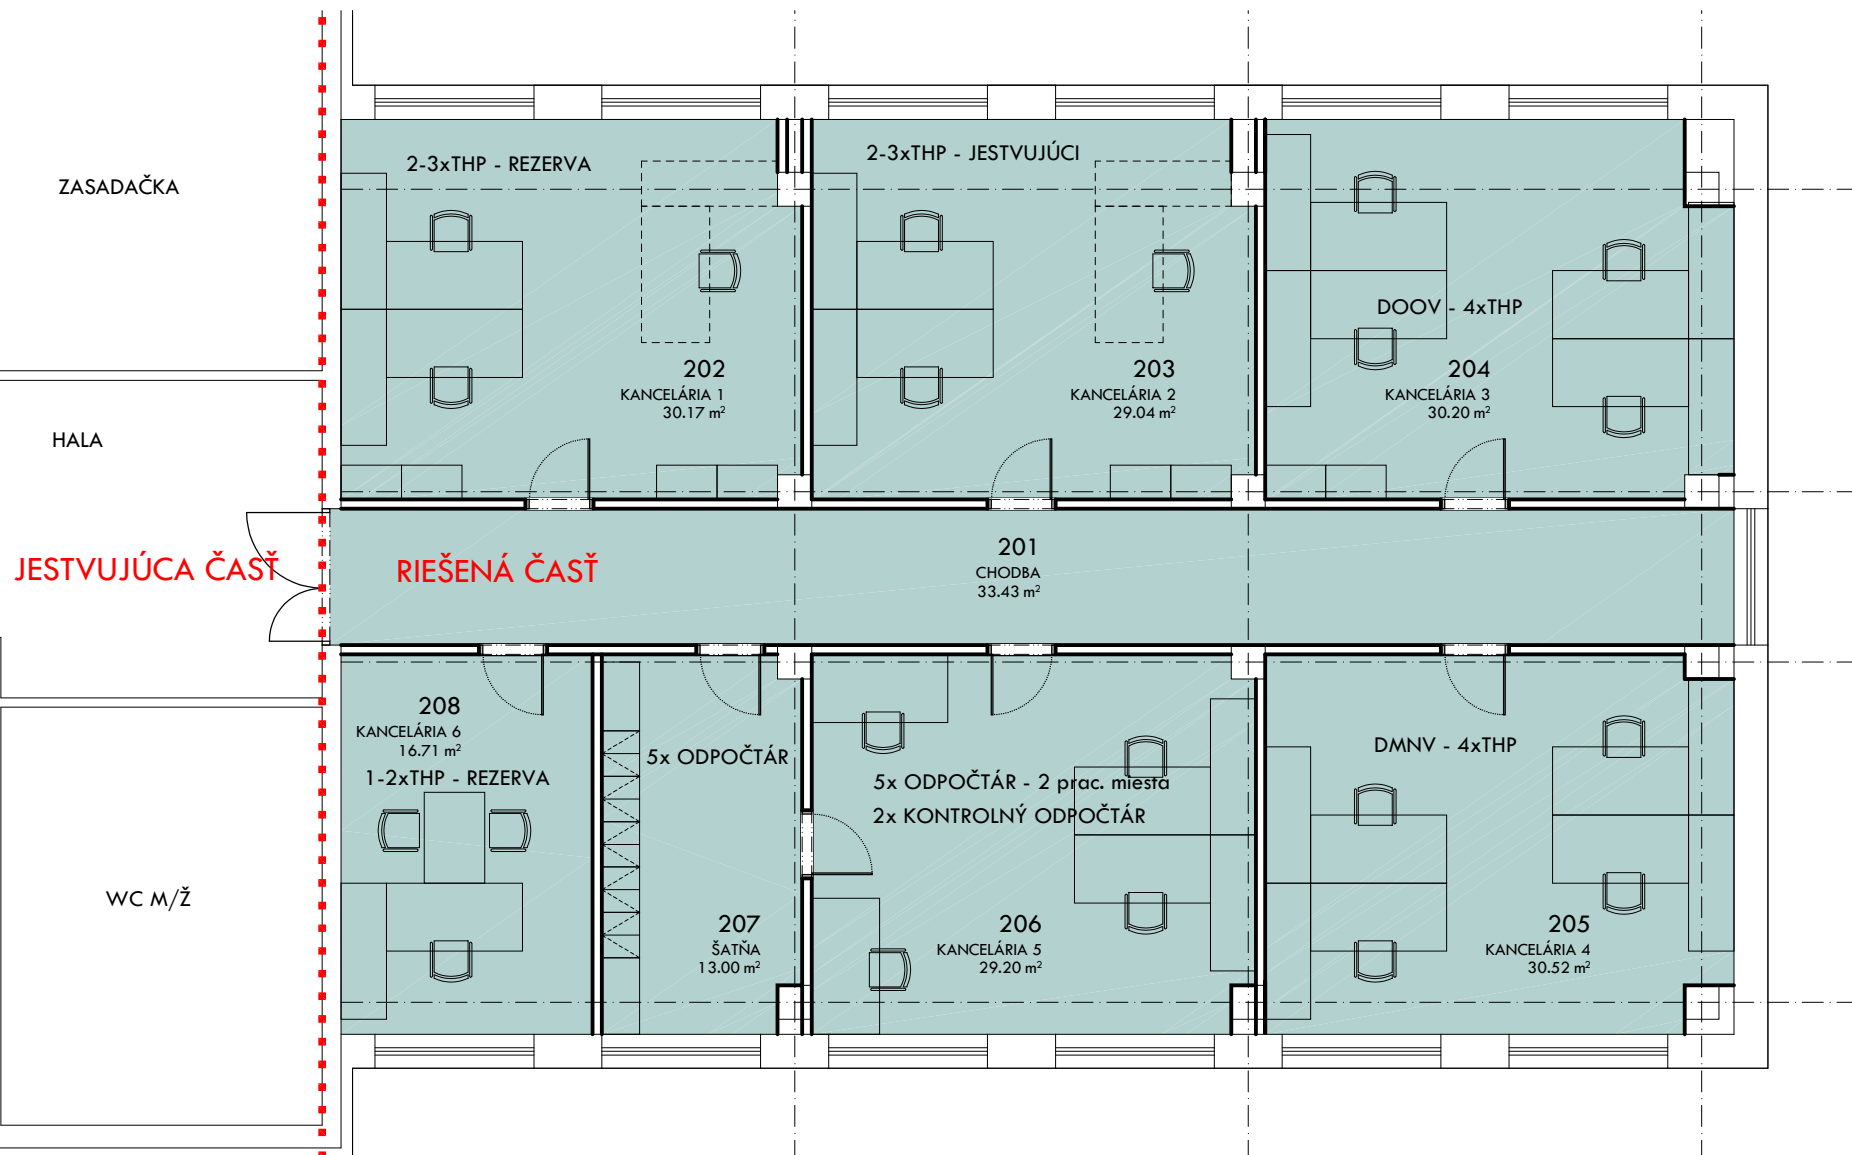 ZASADAČKA
2-3xTHP - REZERVA
202
KANCELÁRIA 1
30.17 m²
2-3xTHP - JESTVUJÚCI
203
KANCELÁRIA 2
29.04 m²
DOOV - 4xTHP
204
KANCELÁRIA 3
30.20 m²
HALA
JESTVUJÚCA ČASŤ
RIEŠENÁ ČASŤ
201
CHODBA
33.43 m²
208
KANCELÁRIA 6
16.71 m²
1-2xTHP - REZERVA
5x ODPOČTÁR
207
ŠATŇA
13.00 m²
5x ODPOČTÁR - 2 prac. miesta
2x KONTROLNÝ ODPOČTÁR
206
KANCELÁRIA 5
29.20 m²
DMNV - 4xTHP
205
KANCELÁRIA 4
30.52 m²
WC M/Ž